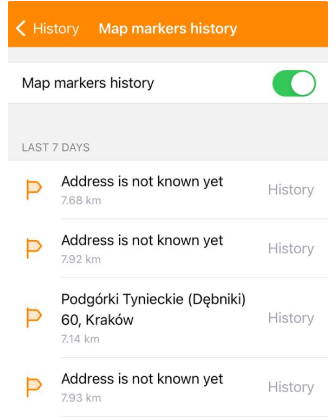 History Map markers history
Map markers history
LAST 7 DAYS
Address is not known yet
7.68 km
History
Address is not known yet
7.92 km
History
Podgórki Tynieckie (Dębniki)
60, Kraków
7.14 km
History
Address is not known yet
7.93 km
History